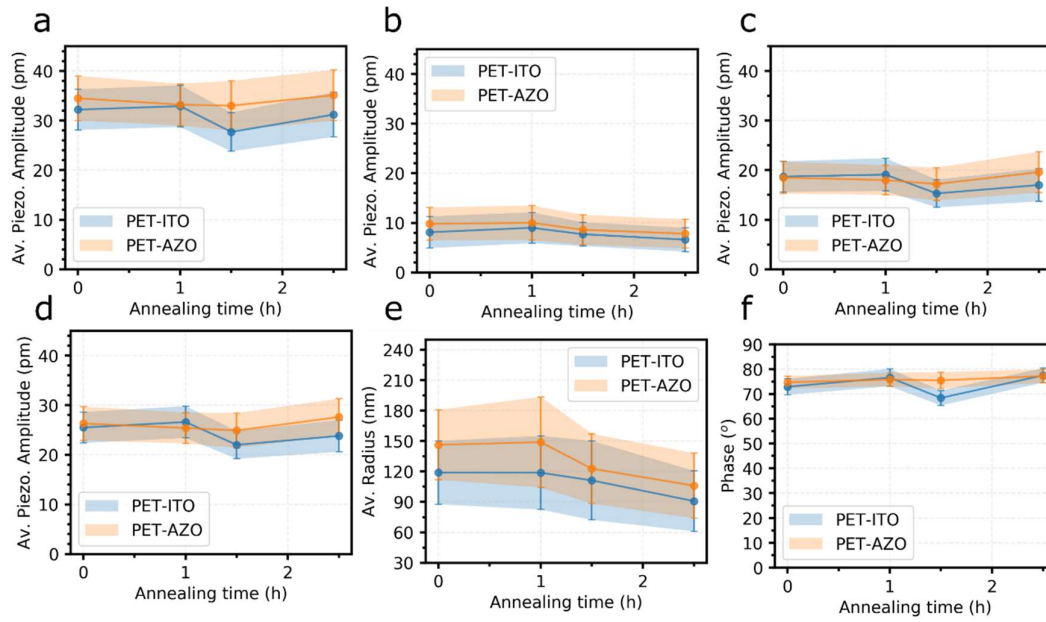 a
Av. Piezo. Amplitude (pm)
40
30
20
10
0
PET-ITO
PET-AZO
0 1 2
Annealing time (h)
b
Av. Piezo. Amplitude (pm)
40
30
20
10
0
PET-ITO
PET-AZO
0 1 2
Annealing time (h)
c
Av. Piezo. Amplitude (pm)
40
30
20
10
0
PET-ITO
PET-AZO
0 1 2
Annealing time (h)
d
Av. Piezo. Amplitude (pm)
40
30
20
10
0
PET-ITO
PET-AZO
0 1 2
Annealing time (h)
e
Av. Radius (nm)
240
210
180
150
120
90
60
30
PET-ITO
PET-AZO
0 1 2
Annealing time (h)
f
Phase (°)
90
80
70
60
50
40
30
20
10
0
PET-ITO
PET-AZO
0 1 2
Annealing time (h)